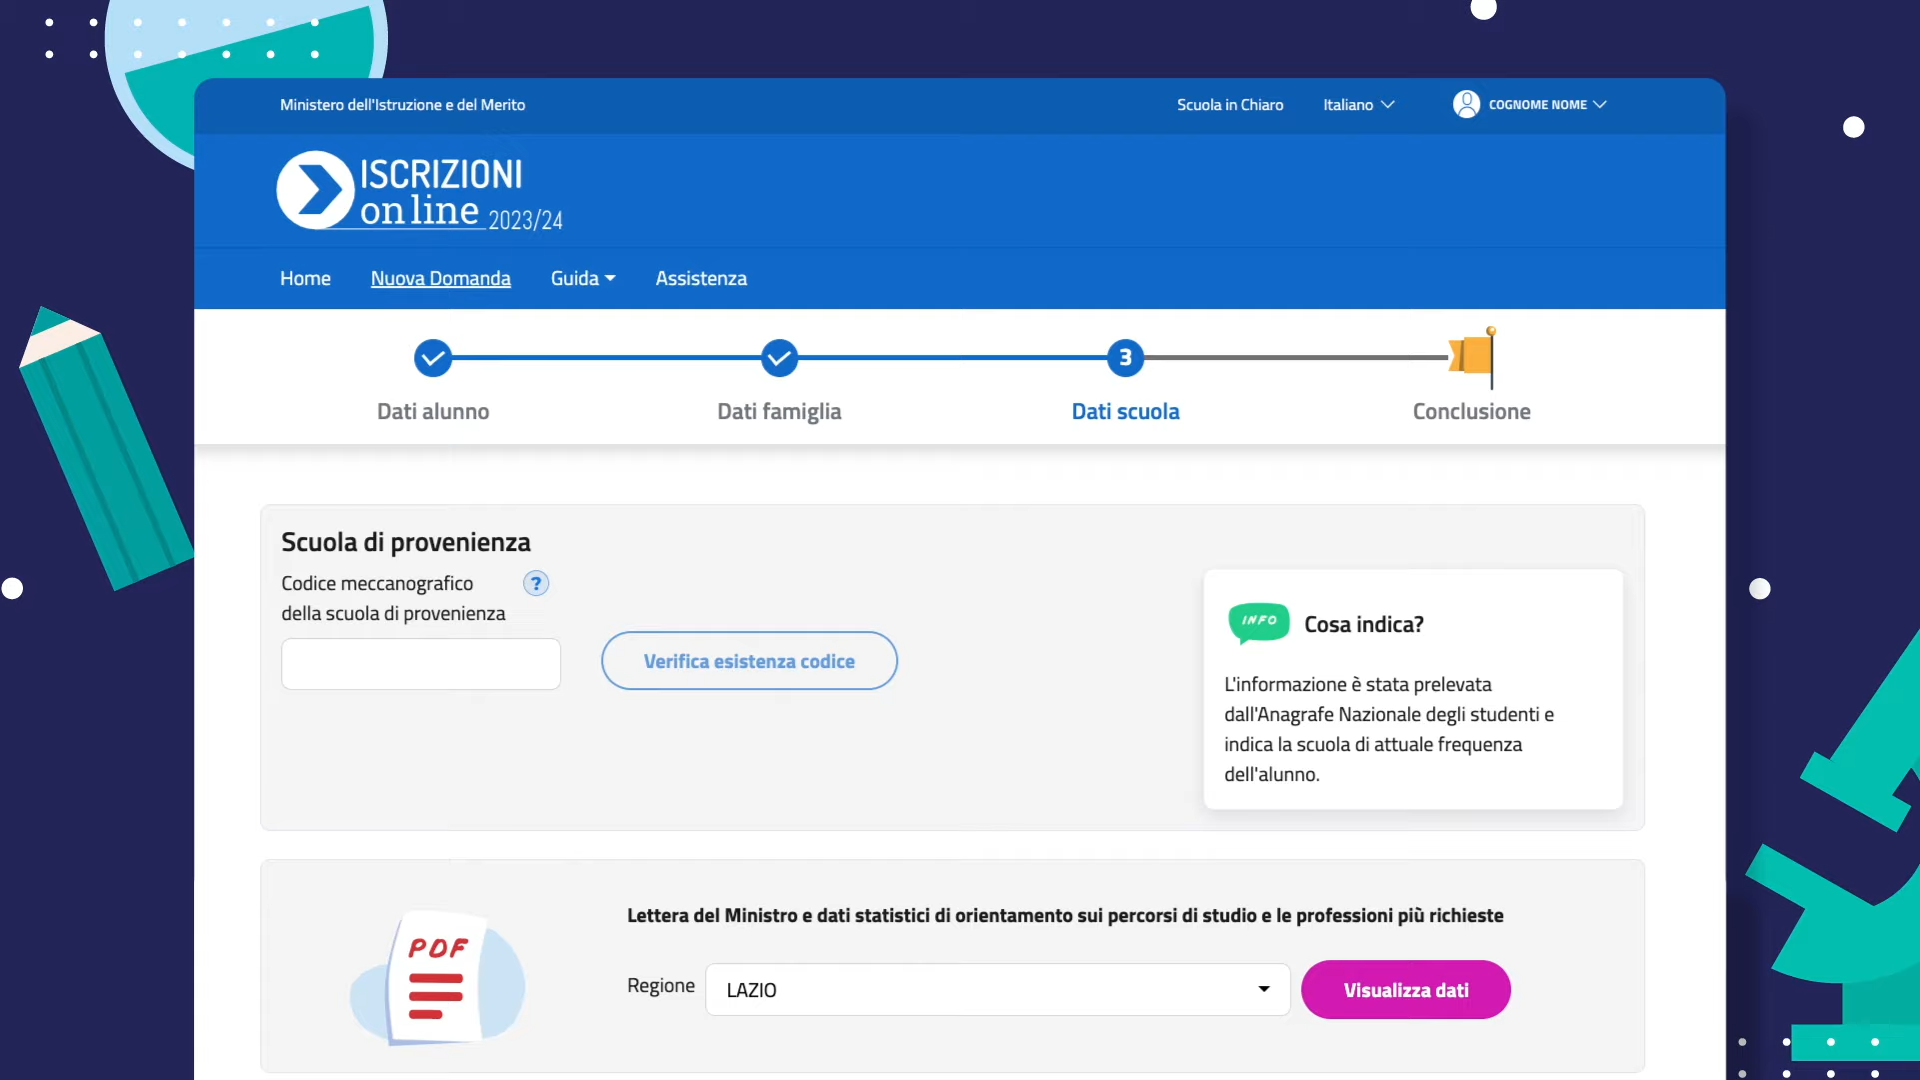 Ministero dell'Istruzione e del Merito
Scuola in Chiaro
Italiano
COGNOME NOME
ISCRIZIONI
on line 2023/24
Home
Nuova Domanda
Guida
Assistenza
3
Dati alunno
Dati famiglia
Dati scuola
Conclusione
Scuola di provenienza
Codice meccanografico
della scuola di provenienza
?
Verifica esistenza codice
INFO
Cosa indica?
L'informazione è stata prelevata
dall'Anagrafe Nazionale degli studenti e
indica la scuola di attuale frequenza
dell'alunno.
PDF
Lettera del Ministro e dati statistici di orientamento sui percorsi di studio e le professioni più richieste
Regione
LAZIO
Visualizza dati